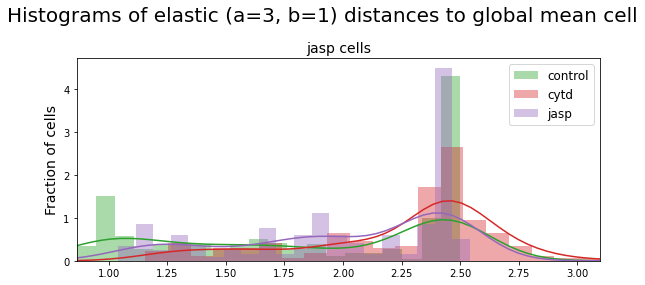 Histograms of elastic (a=3, b=1) distances to global mean cell
jasp cells
Fraction of cells
4
3
2
1
0
control
cytd
jasp
1.00 1.25 1.50 1.75 2.00 2.25 2.50 2.75 3.00